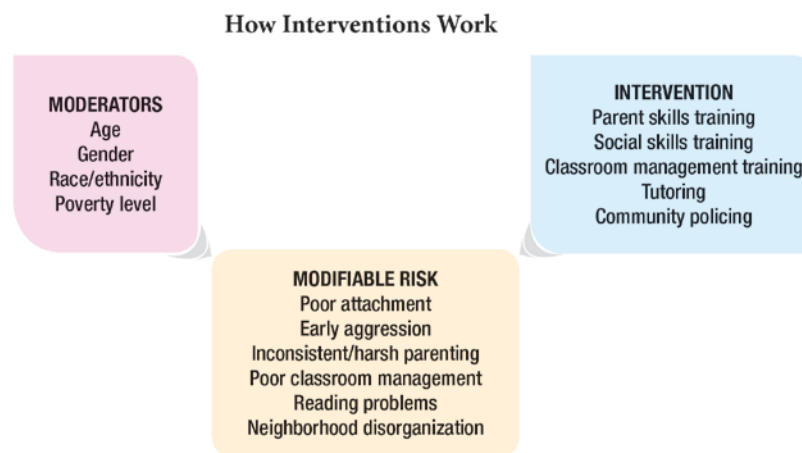 How Interventions Work
MODERATORS
Age
Gender
Race/ethnicity
Poverty level
INTERVENTION
Parent skills training
Social skills training
Classroom management training
Tutoring
Community policing
MODIFIABLE RISK
Poor attachment
Early aggression
Inconsistent/harsh parenting
Poor classroom management
Reading problems
Neighborhood disorganization